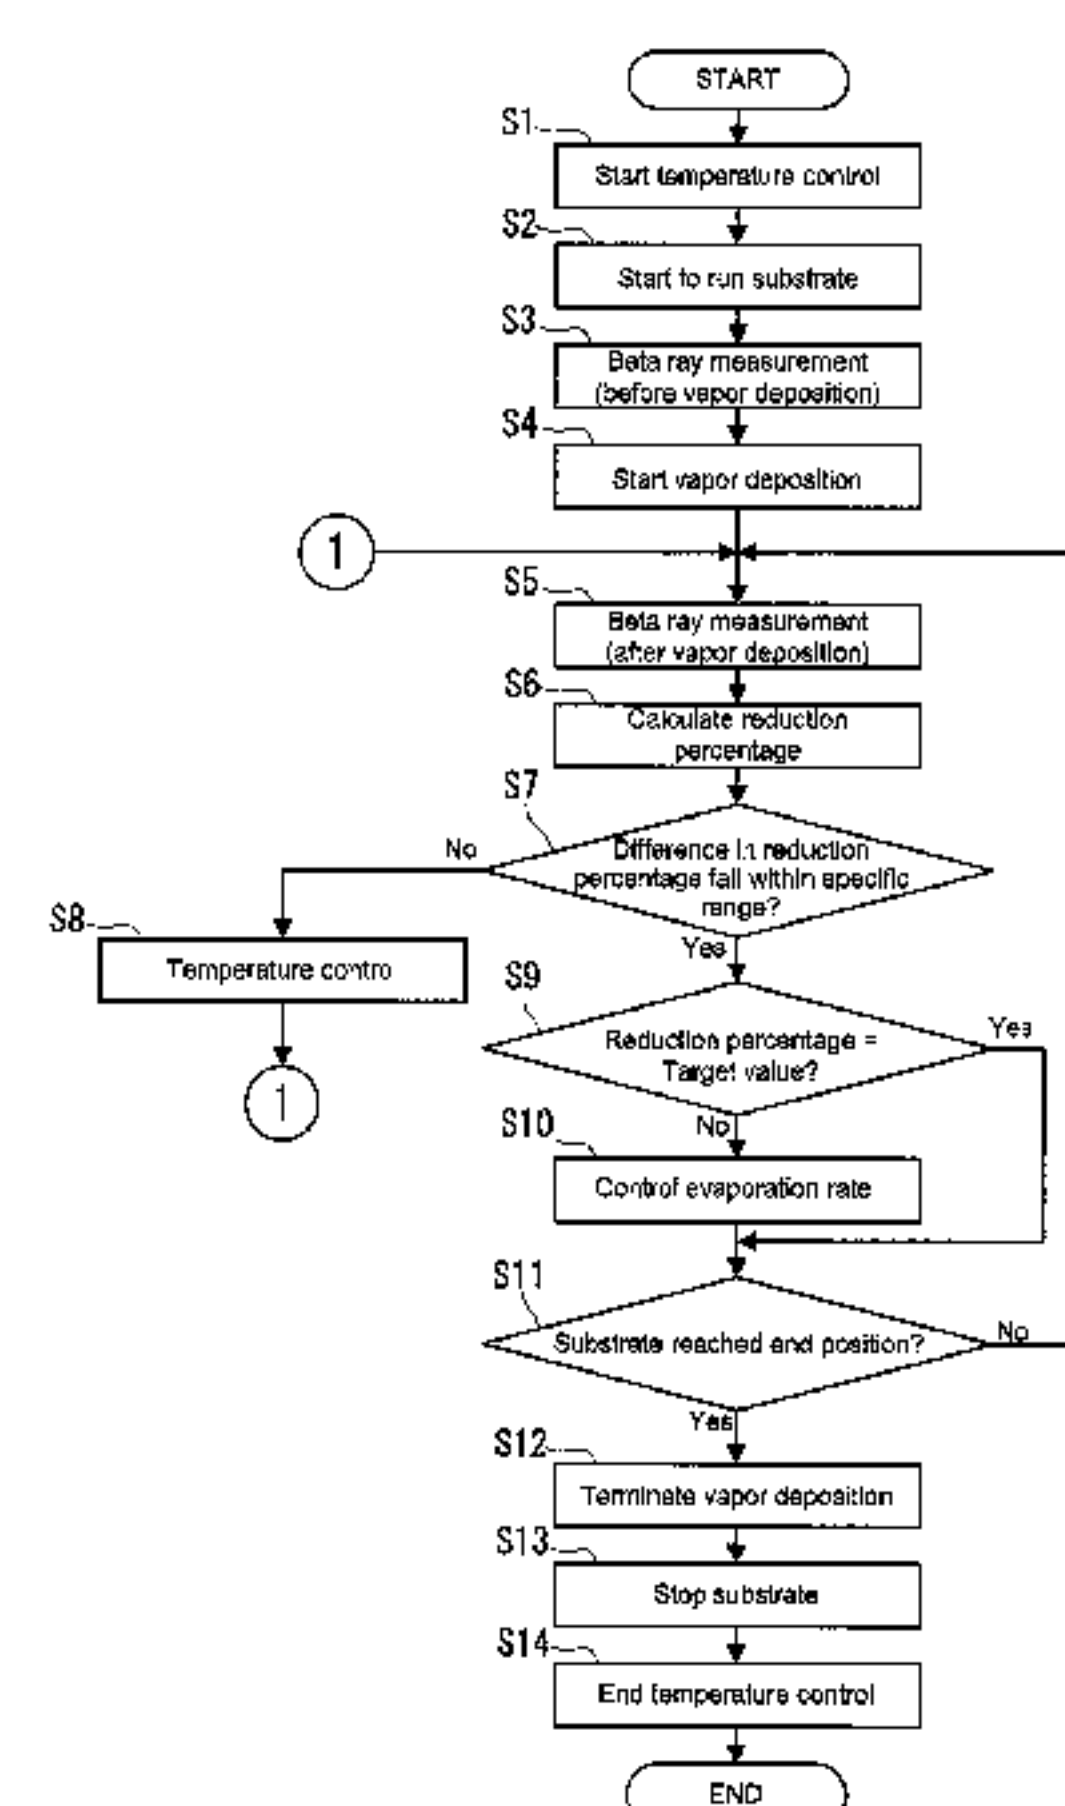 START
S1
Start temperature control
S2
Start to run substrate
S3
Beta ray measurement
(before vapor deposition)
S4
Start vapor deposition
1
S5
Beta ray measurement
(after vapor deposition)
S6
Calculate reduction
percentage
S7
No
Difference in reduction
percentage fall within specific
range?
S8
Temperature contro
1
Yes
S9
Reduction percentage =
Target value?
Yes
No
S10
Control evaporation rate
S11
Substrate reached end position?
No
Yes
S12
Terminate vapor deposition
S13
Stop substrate
S14
End temperature control
END